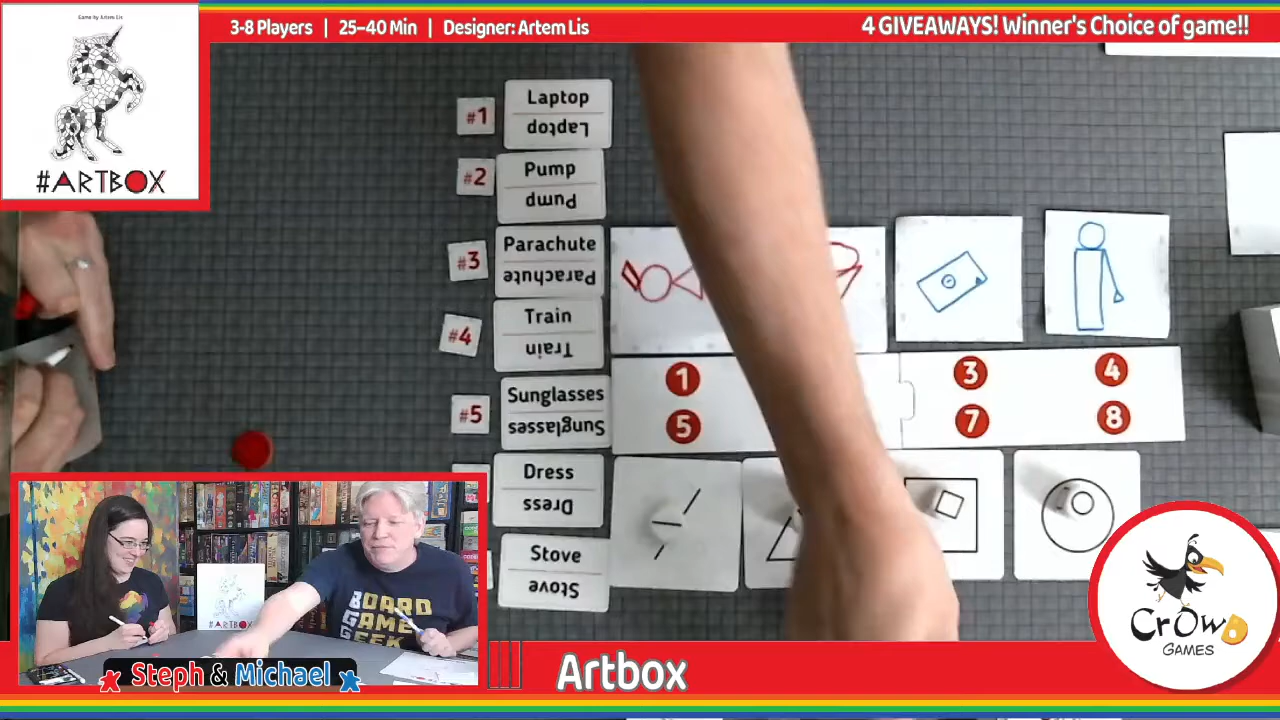 Game by Artem Lis
#ARTBOX
3-8 Players | 25–40 Min | Designer: Artem Lis
4 GIVEAWAYS! Winner's Choice of game!!
#1
Laptop
Laptop
#2
Pump
Pump
#3
Parachute
Parachute
#4
Train
Train
#5
Sunglasses
Sunglasses
Dress
Dress
Stove
Stove
1
3
4
5
7
8
BOARD
GAME
GEEK
#ARTBOX
Steph & Michael
Artbox
CrOwD
GAMES